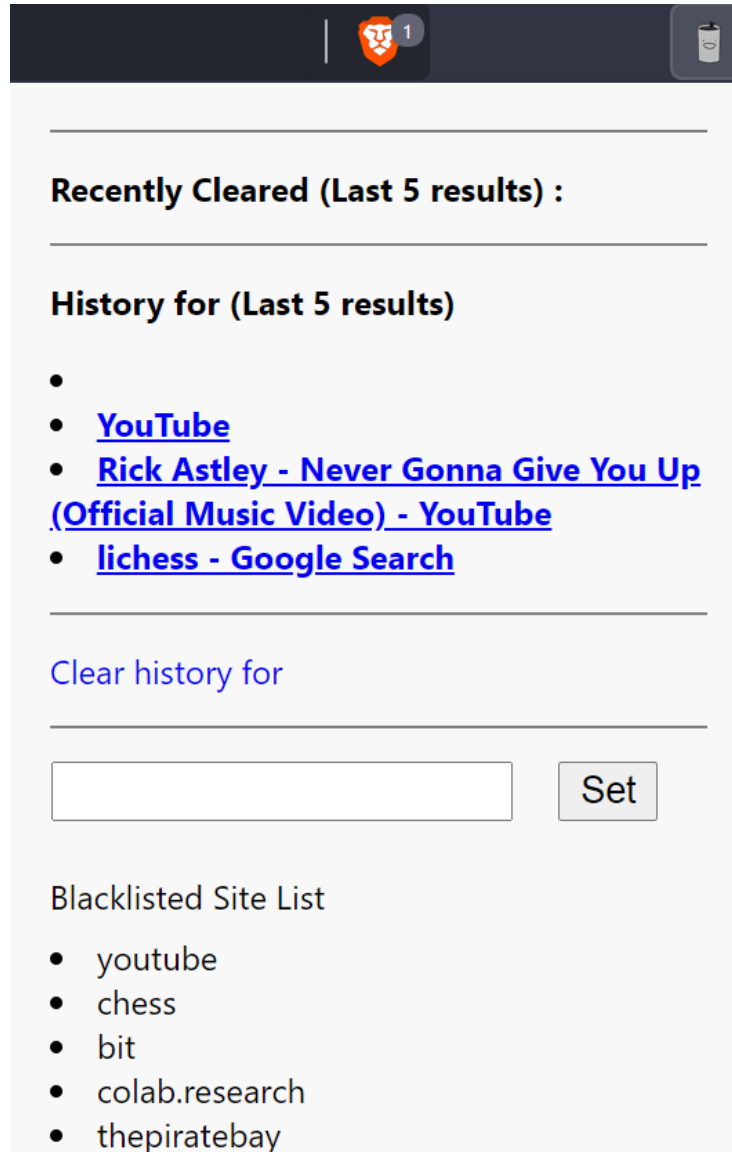 1
Recently Cleared (Last 5 results) :
History for (Last 5 results)
YouTube
Rick Astley - Never Gonna Give You Up
(Official Music Video) - YouTube
lichess - Google Search
Clear history for
Set
Blacklisted Site List
youtube
chess
bit
colab.research
thepiratebay